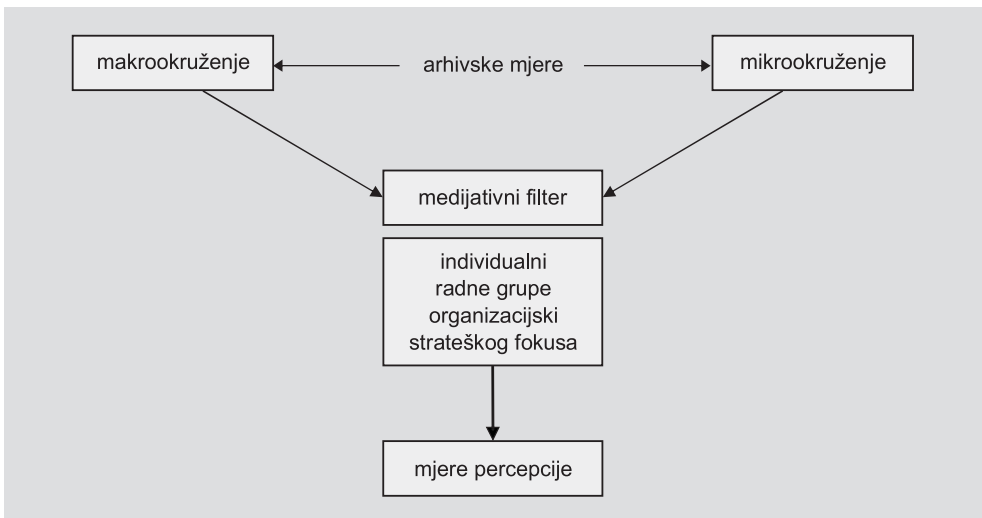 makrookruženje
arhivske mjere
mikrookruženje
medijativni filter
individualni
radne grupe
organizacijski
strateškog fokusa
mjere percepcije